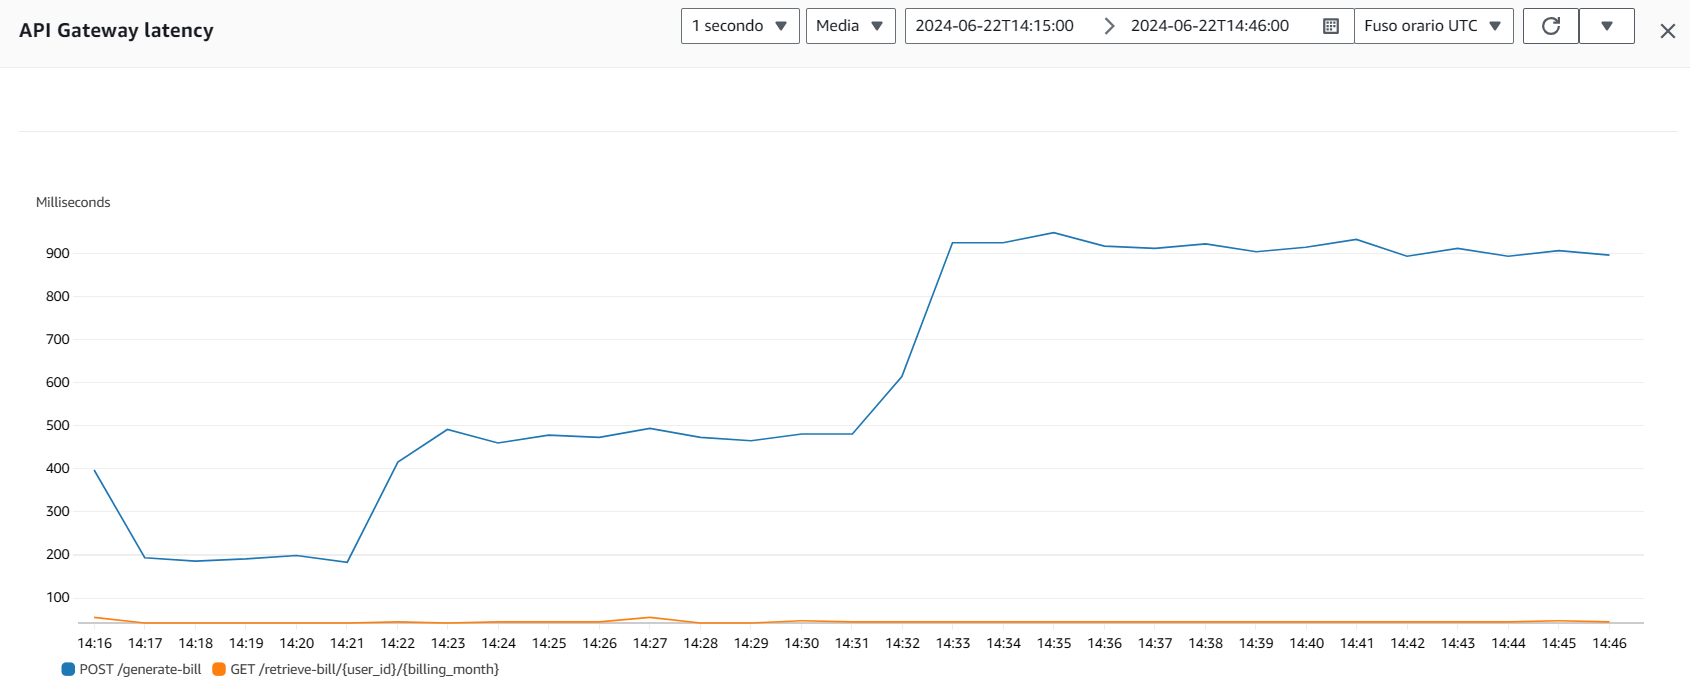 API Gateway latency
1 secondo
Media
2024-06-22T14:15:00
2024-06-22T14:46:00
Fuso orario UTC
Milliseconds
900
800
700
600
500
400
300
200
100
14:16 14:17 14:18 14:19 14:20 14:21 14:22 14:23 14:24 14:25 14:26 14:27 14:28 14:29 14:30 14:31 14:32 14:33 14:34 14:35 14:36 14:37 14:38 14:39 14:40 14:41 14:42 14:43 14:44 14:45 14:46
POST /generate-bill GET /retrieve-bill/{user_id}/{billing_month}